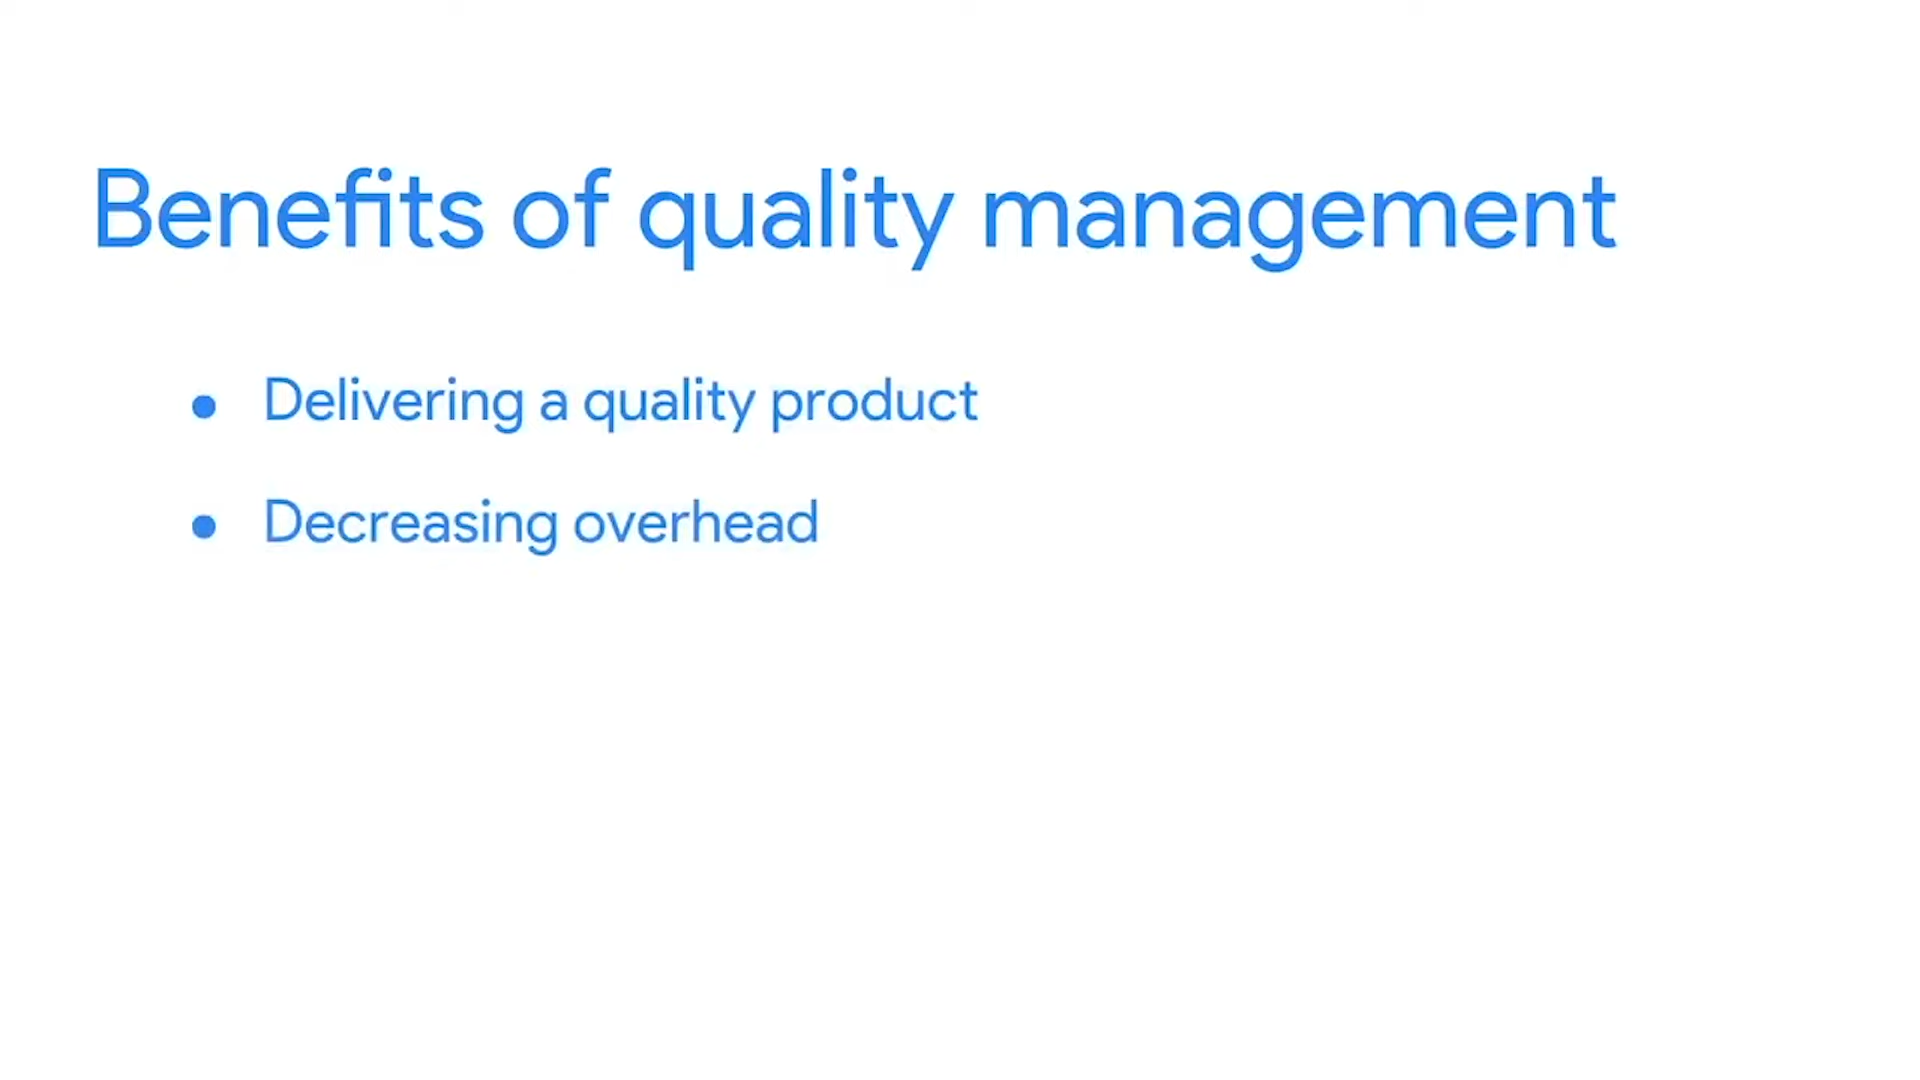 Benefits of quality management
• Delivering a quality product
• Decreasing overhead